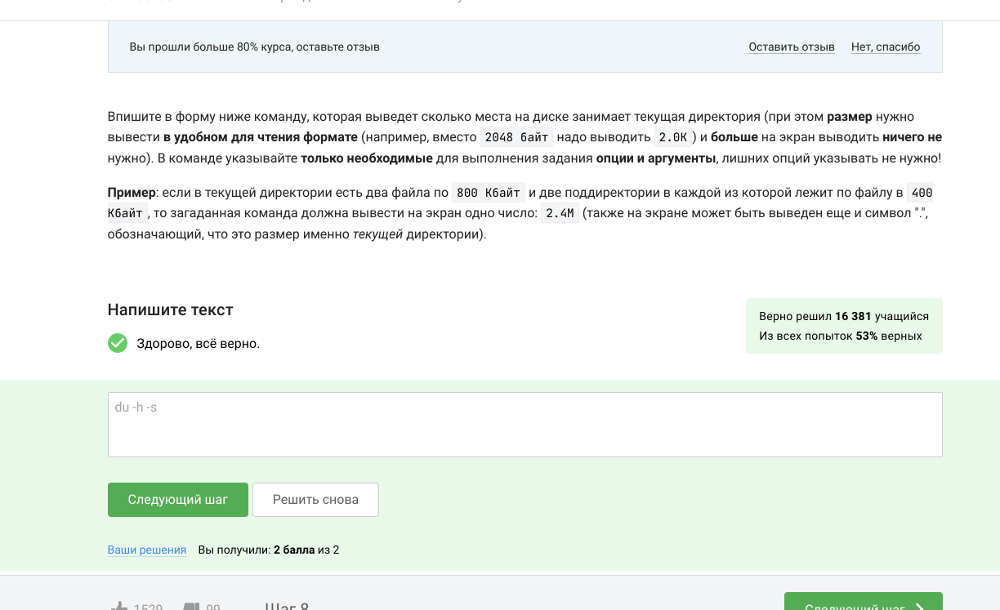 Вы прошли больше 80% курса, оставьте отзыв
Оставить отзыв
Нет, спасибо
Впишите в форму ниже команду, которая выведет сколько места на диске занимает текущая директория (при этом размер нужно
вывести в удобном для чтения формате (например, вместо 2048 байт надо выводить 2.0K) и больше на экран выводить ничего не
нужно). В команде указывайте только необходимые для выполнения задания опции и аргументы, лишних опций указывать не нужно!
Пример: если в текущей директории есть два файла по 800 Кбайт и две поддиректории в каждой из которой лежит по файлу в 400
Кбайт, то загаданная команда должна вывести на экран одно число: 2.4M (также на экране может быть выведен еще и символ ".",
обозначающий, что это размер именно текущей директории).
Напишите текст
Здорово, всё верно.
Верно решил 16 381 учащийся
Из всех попыток 53% верных
du -h -s
Следующий шаг
Решить снова
Ваши решения
Вы получили: 2 балла из 2
1529
99
Шаг 8
Следующий шаг